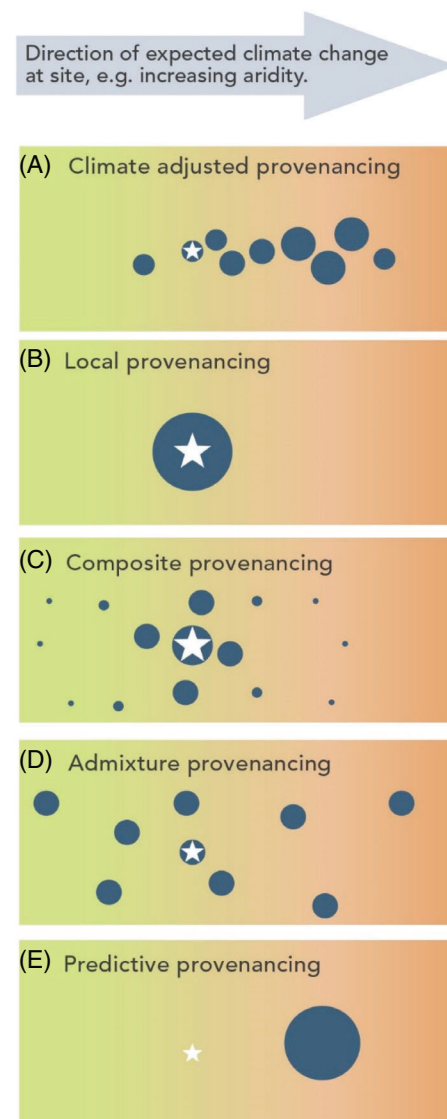 Direction of expected climate change
at site, e.g. increasing aridity.
(A) Climate adjusted provenancing
(B) Local provenancing
(C) Composite provenancing
(D) Admixture provenancing
(E) Predictive provenancing